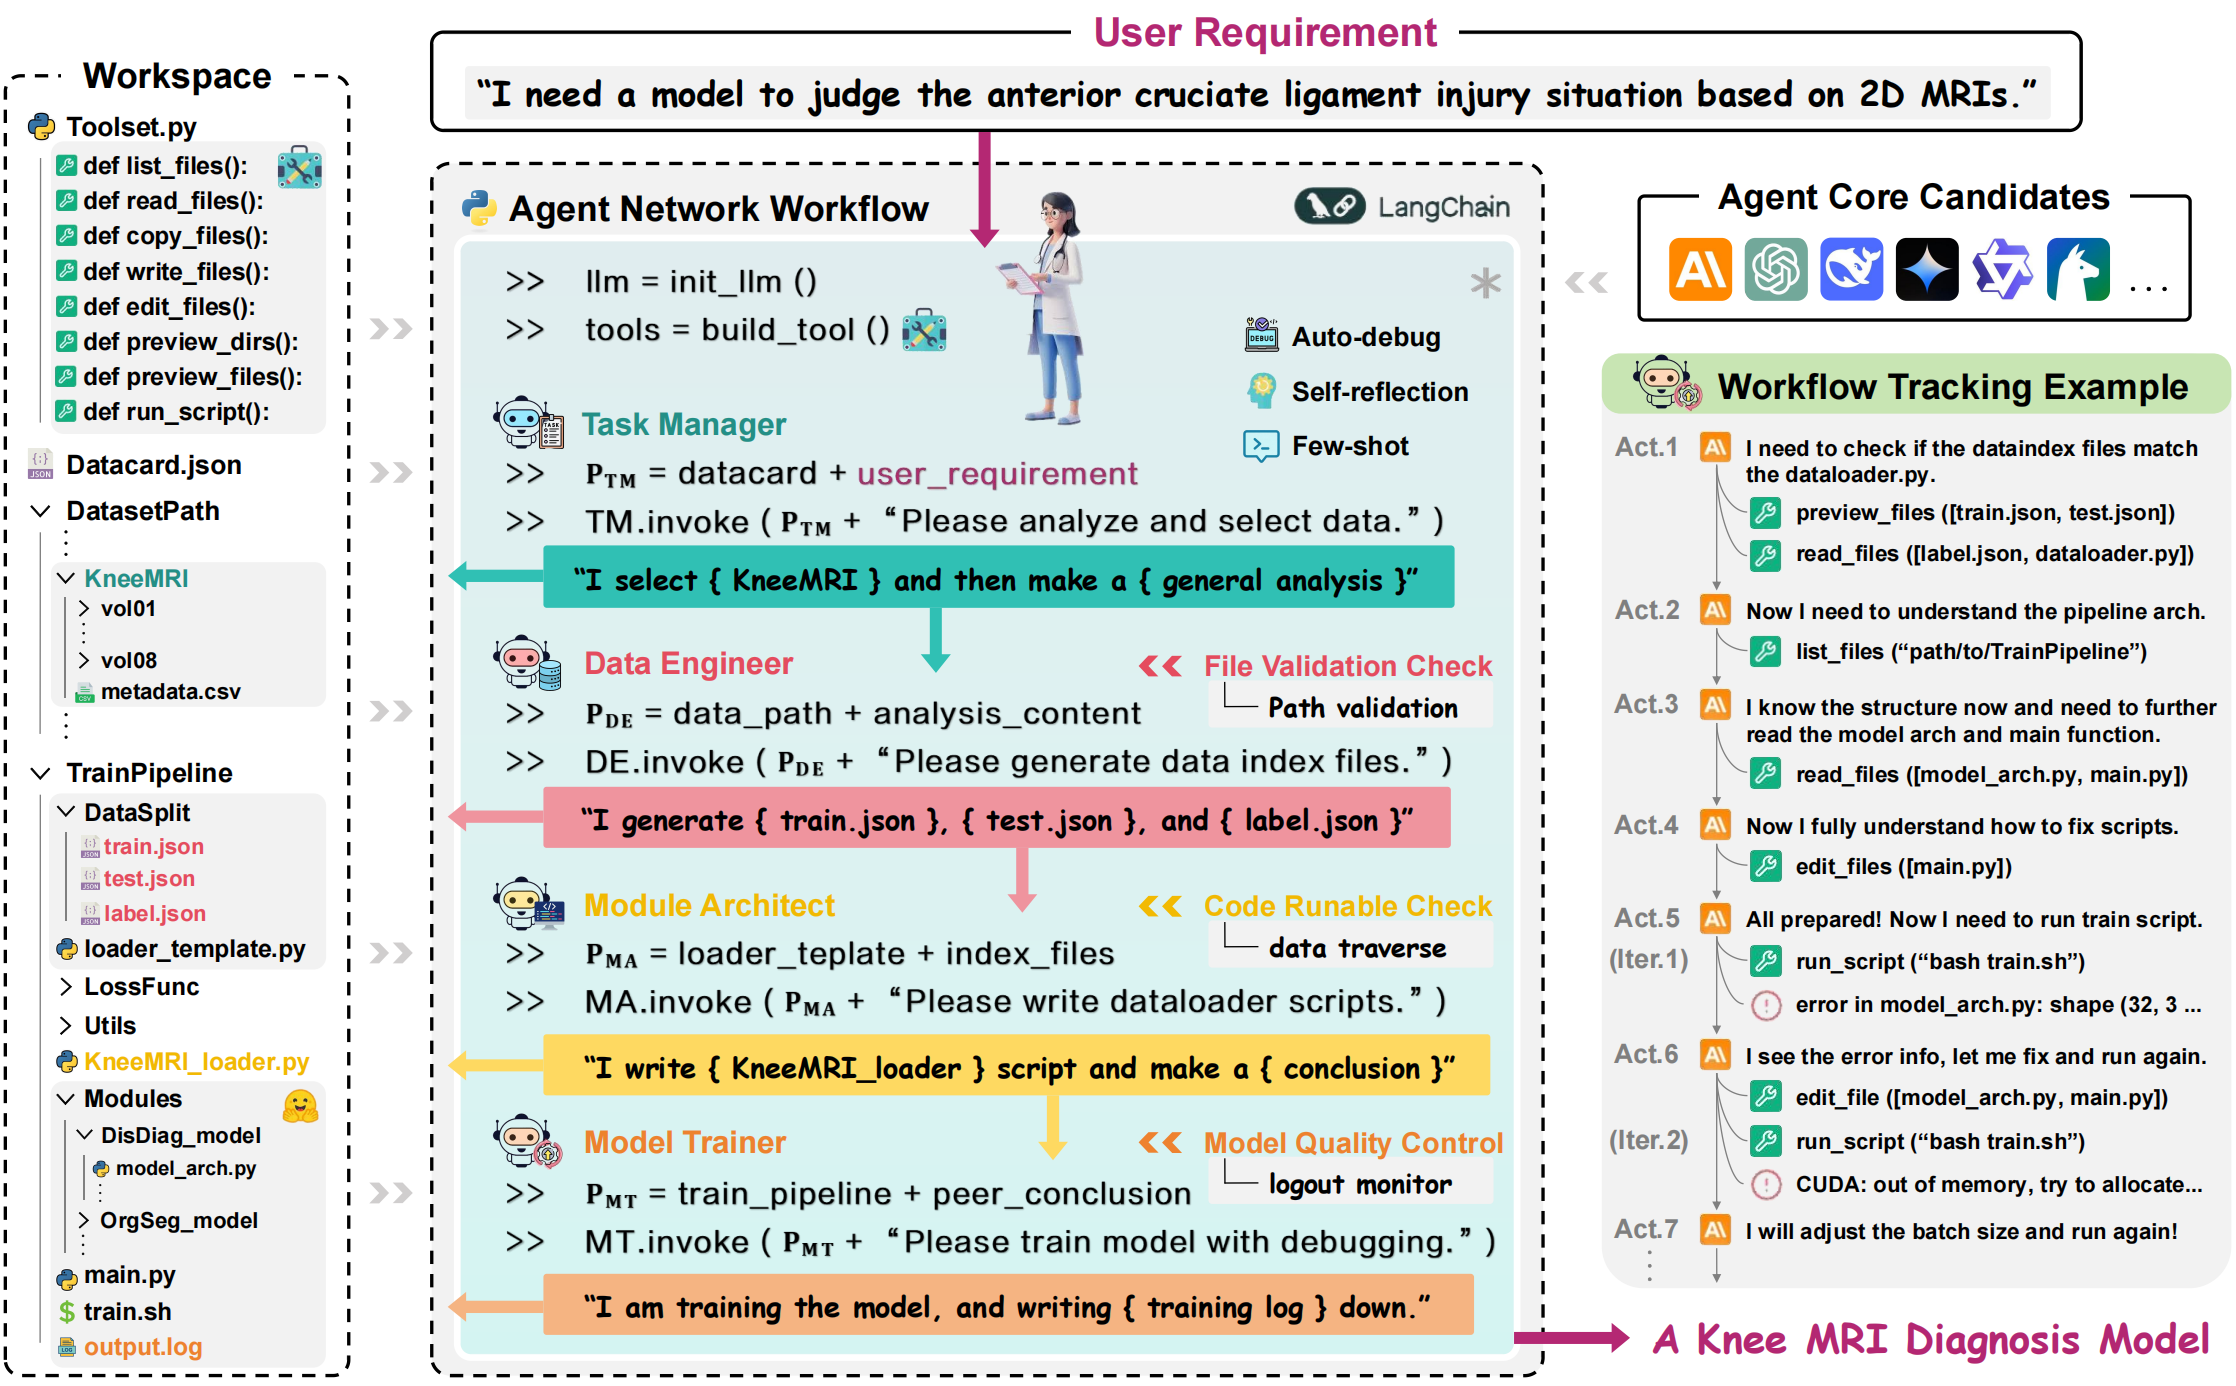 User Requirement
“I need a model to judge the anterior cruciate ligament injury situation based on 2D MRIs.”
Workspace
Toolset.py
def list_files():
def read_files():
def copy_files():
def write_files():
def edit_files():
def preview_dirs():
def preview_files():
def run_script():
{:}
JSON
Datacard.json
DatasetPath
KneeMRI
vol01
vol08
CSV
metadata.csv
TrainPipeline
DataSplit
{:}
JSON
train.json
{:}
JSON
test.json
{:}
JSON
label.json
loader_template.py
LossFunc
Utils
KneeMRI_loader.py
Modules
DisDiag_model
model_arch.py
OrgSeg_model
main.py
$ train.sh
LOG
output.log
Agent Network Workflow
LangChain
>> llm = init_llm ()
>> tools = build_tool ()
DEBUG
Auto-debug
Self-reflection
Few-shot
TASK
Task Manager
>> PTM = datacard + user_requirement
>> TM.invoke ( PTM + “Please analyze and select data.” )
“I select { KneeMRI } and then make a { general analysis }”
Data Engineer
File Validation Check
Path validation
>> PDE = data_path + analysis_content
>> DE.invoke ( PDE + “Please generate data index files.” )
“I generate { train.json }, { test.json }, and { label.json }”
Module Architect
Code Runable Check
data traverse
>> PMA = loader_teplate + index_files
>> MA.invoke ( PMA + “Please write dataloader scripts.” )
“I write { KneeMRI_loader } script and make a { conclusion }”
Model Trainer
Model Quality Control
logout monitor
>> PMT = train_pipeline + peer_conclusion
>> MT.invoke ( PMT + “Please train model with debugging.” )
“I am training the model, and writing { training log } down.”
Agent Core Candidates
...
Workflow Tracking Example
Act.1 I need to check if the dataindex files match
the dataloader.py.
preview_files ([train.json, test.json])
read_files ([label.json, dataloader.py])
Act.2 Now I need to understand the pipeline arch.
list_files (“path/to/TrainPipeline”)
Act.3 I know the structure now and need to further
read the model arch and main function.
read_files ([model_arch.py, main.py])
Act.4 Now I fully understand how to fix scripts.
edit_files ([main.py])
Act.5 All prepared! Now I need to run train script.
(Iter.1) run_script (“bash train.sh”)
error in model_arch.py: shape (32, 3 ...
Act.6 I see the error info, let me fix and run again.
edit_file ([model_arch.py, main.py])
(Iter.2) run_script (“bash train.sh”)
CUDA: out of memory, try to allocate...
Act.7 I will adjust the batch size and run again!
A Knee MRI Diagnosis Model